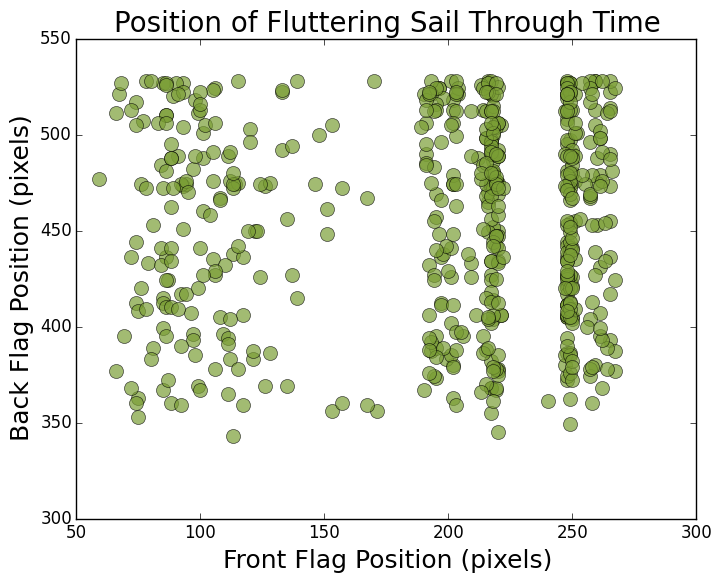 Position of Fluttering Sail Through Time
550
500
450
400
350
300
50 100 150 200 250 300
Back Flag Position (pixels)
Front Flag Position (pixels)